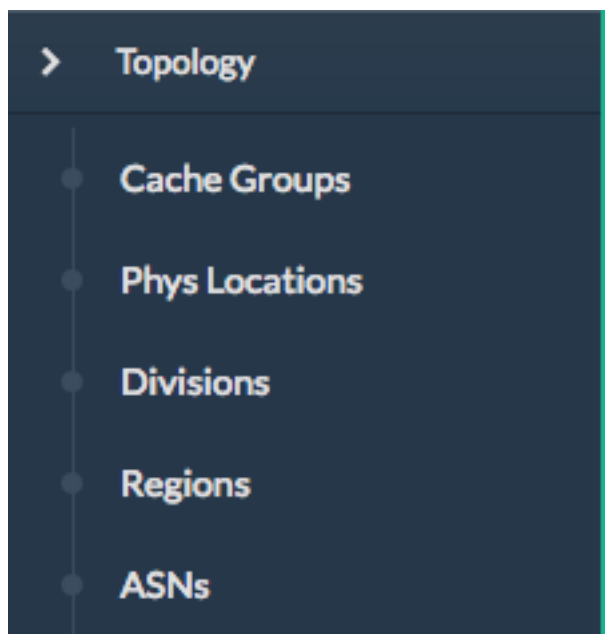 Topology
Cache Groups
Phys Locations
Divisions
Regions
ASNs